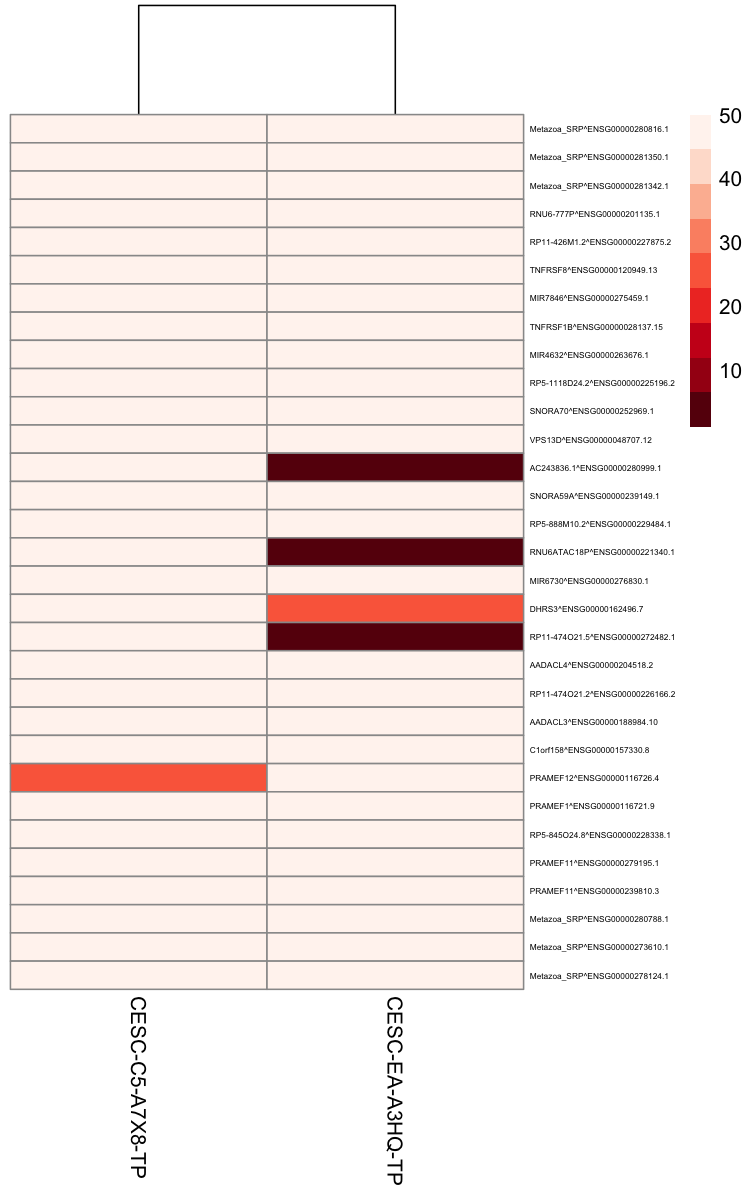 50
40
30
20
10
Metazoa_SRP^ENSG00000280816.1
Metazoa_SRP^ENSG00000281350.1
Metazoa_SRP^ENSG00000281342.1
RNU6-777P^ENSG00000201135.1
RP11-426M1.2^ENSG00000227875.2
TNFRSF8^ENSG00000120949.13
MIR7846^ENSG00000275459.1
TNFRSF1B^ENSG00000028137.15
MIR4632^ENSG00000263676.1
RP5-1118D24.2^ENSG00000225196.2
SNORA70^ENSG00000252969.1
VPS13D^ENSG00000048707.12
AC243836.1^ENSG00000280999.1
SNORA59A^ENSG00000239149.1
RP5-888M10.2^ENSG00000229484.1
RNU6ATAC18P^ENSG00000221340.1
MIR6730^ENSG00000276830.1
DHRS3^ENSG00000162496.7
RP11-474O21.5^ENSG00000272482.1
AADACL4^ENSG00000204518.2
RP11-474O21.2^ENSG00000226166.2
AADACL3^ENSG00000188984.10
C1orf158^ENSG00000157330.8
PRAMEF12^ENSG00000116726.4
PRAMEF1^ENSG00000116721.9
RP5-845O24.8^ENSG00000228338.1
PRAMEF11^ENSG00000279195.1
PRAMEF11^ENSG00000239810.3
Metazoa_SRP^ENSG00000280788.1
Metazoa_SRP^ENSG00000273610.1
Metazoa_SRP^ENSG00000278124.1
CESC-C5-A7X8-TP
CESC-EA-A3HQ-TP